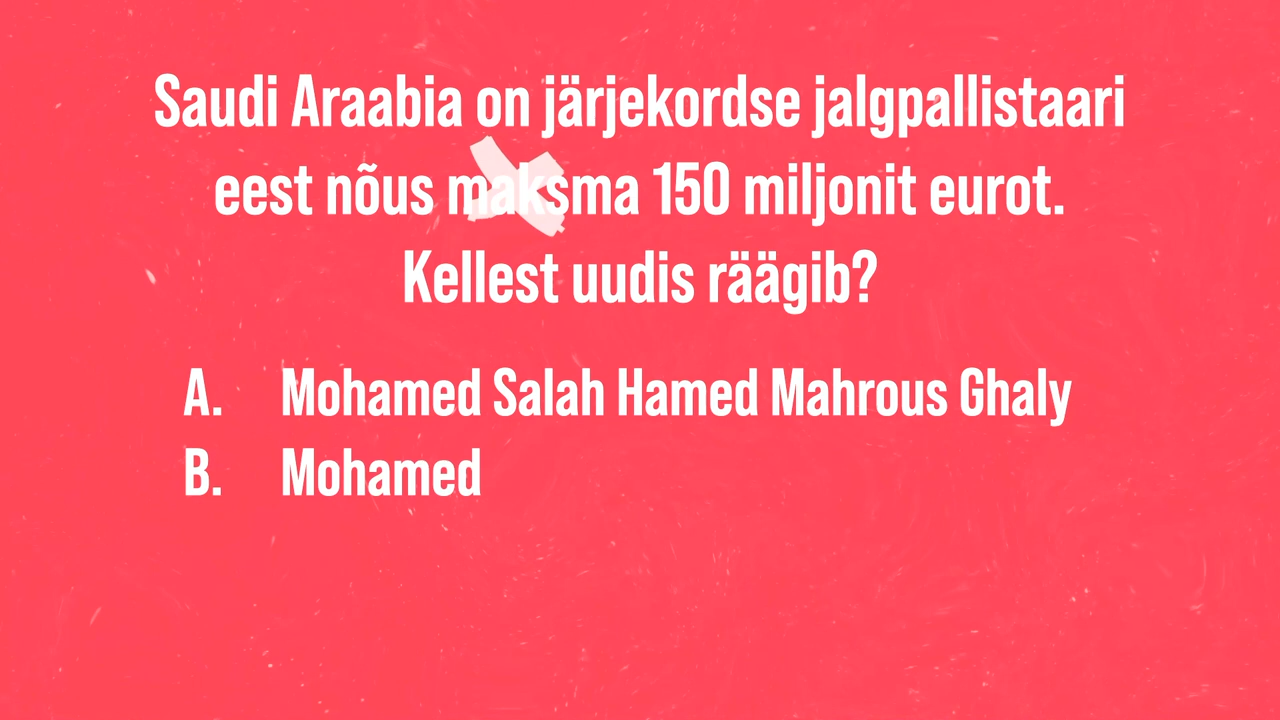 Saudi Araabia on järjekordse jalgpallistaari
eest nõus maksma 150 miljonit eurot.
Kellest uudis räägib?
A. Mohamed Salah Hamed Mahrous Ghaly
B. Mohamed